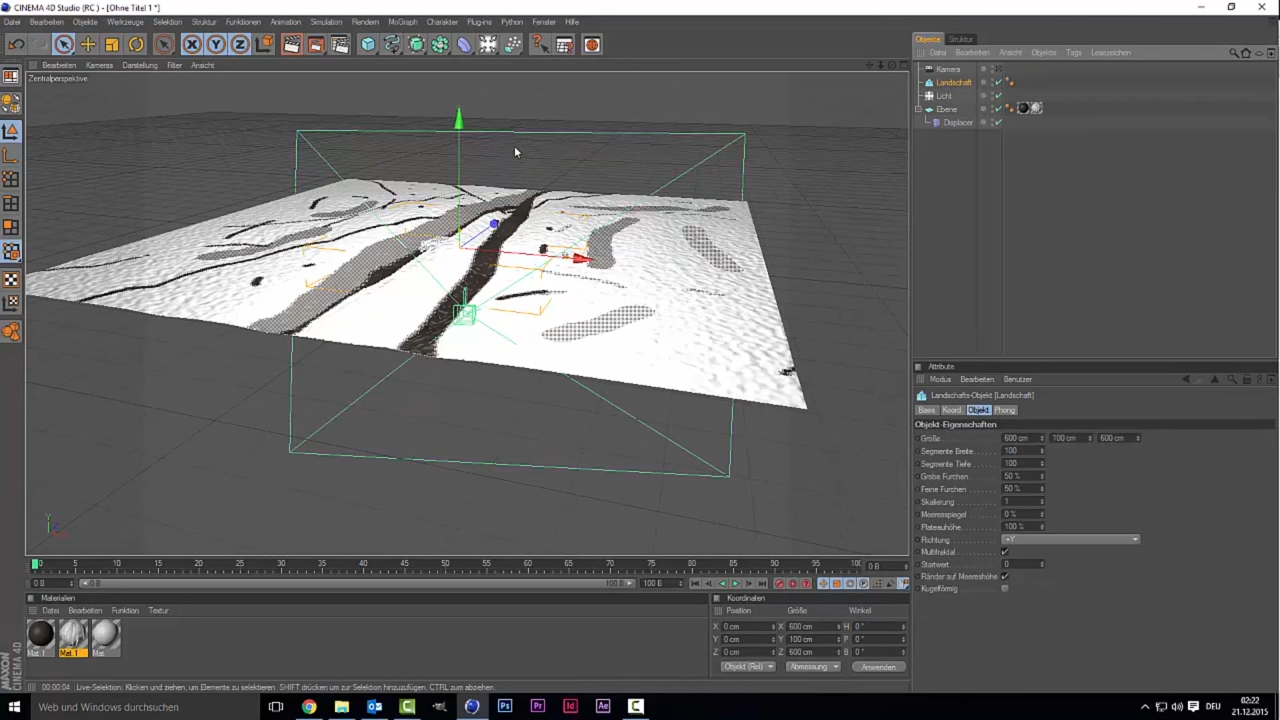 CINEMA 4D Studio (RC ) - [Ohne Titel 1 *]
Datei Bearbeiten Objekte Werkzeuge Selektion Struktur Funktionen Animation Simulation Rendern MoGraph Charakter Plug-ins Python Fenster Hilfe
Objekte Struktur
Datei Bearbeiten Ansicht Objekte Tags Lesezeichen
Bearbeiten Kameras Darstellung Filter Ansicht
Zentralperspektive
Kamera
Landschaft
Licht
Ebene
Displacer
Attribute
Modus Bearbeiten Benutzer
Landschafts-Objekt [Landschaft]
Base Koord. Objekt Phong
Objekt-Eigenschaften
Größe 600 cm 100 cm 600 cm
Segmente Breite 100
Segmente Tiefe 100
Grobe Furchen 50 %
Feine Furchen 50 %
Skalierung 1
Meeresspiegel 0 %
Plateauhöhe 100 %
Richtung +Y
Multifraktal
Startwert 0
Ränder auf Meereshöhe
Kugelförmig
0 5 10 15 20 25 30 35 40 45 50 55 60 65 70 75 80 85 90 95 100 0 B
0 B 0 B 100 B 100 B
Materialien
Datei Bearbeiten Funktion Textur
Mat.1 Mat.1 Mat
Koordinaten
Position Größe Winkel
X 0 cm X 600 cm H 0 °
Y 0 cm Y 100 cm P 0 °
Z 0 cm Z 600 cm B 0 °
Objekt (Rel) Abmessung Anwenden
MAXON CINEMA 4D
00:00:04 Live-Selektion: Klicken und ziehen, um Elemente zu selektieren. SHIFT drücken um zur Selektion hinzuzufügen, CTRL zum abziehen.
Web und Windows durchsuchen
Ps Pr Id Ae
DEU
02:22
21.12.2015